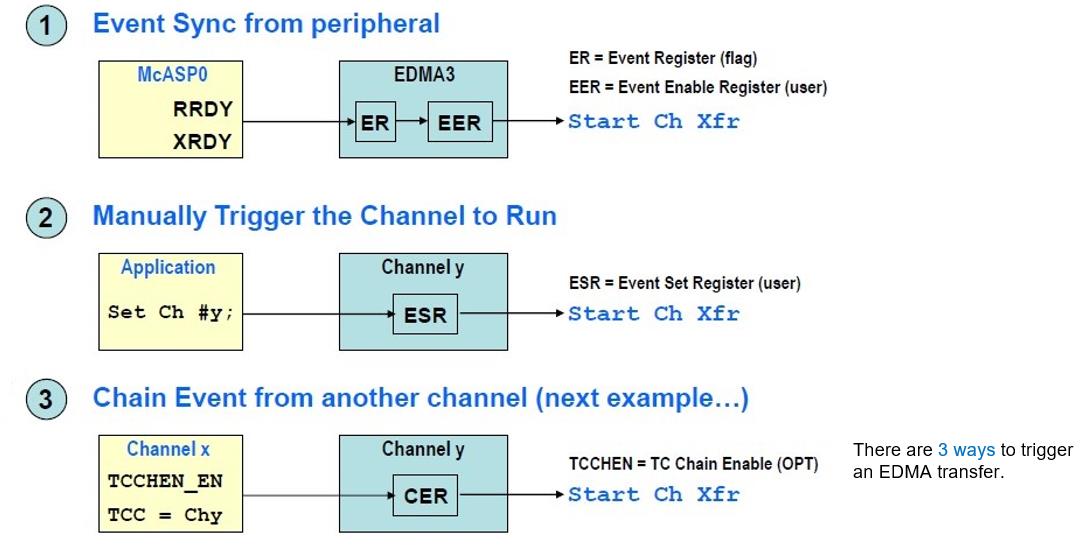 1 Event Sync from peripheral
McASP0
RRDY
XRDY
EDMA3
ER
EER
ER = Event Register (flag)
EER = Event Enable Register (user)
Start Ch Xfr
2 Manually Trigger the Channel to Run
Application
Set Ch #y;
Channel y
ESR
ESR = Event Set Register (user)
Start Ch Xfr
3 Chain Event from another channel (next example…)
Channel x
TCCHEN_EN
TCC = Chy
Channel y
CER
TCCHEN = TC Chain Enable (OPT)
Start Ch Xfr
There are 3 ways to trigger
an EDMA transfer.